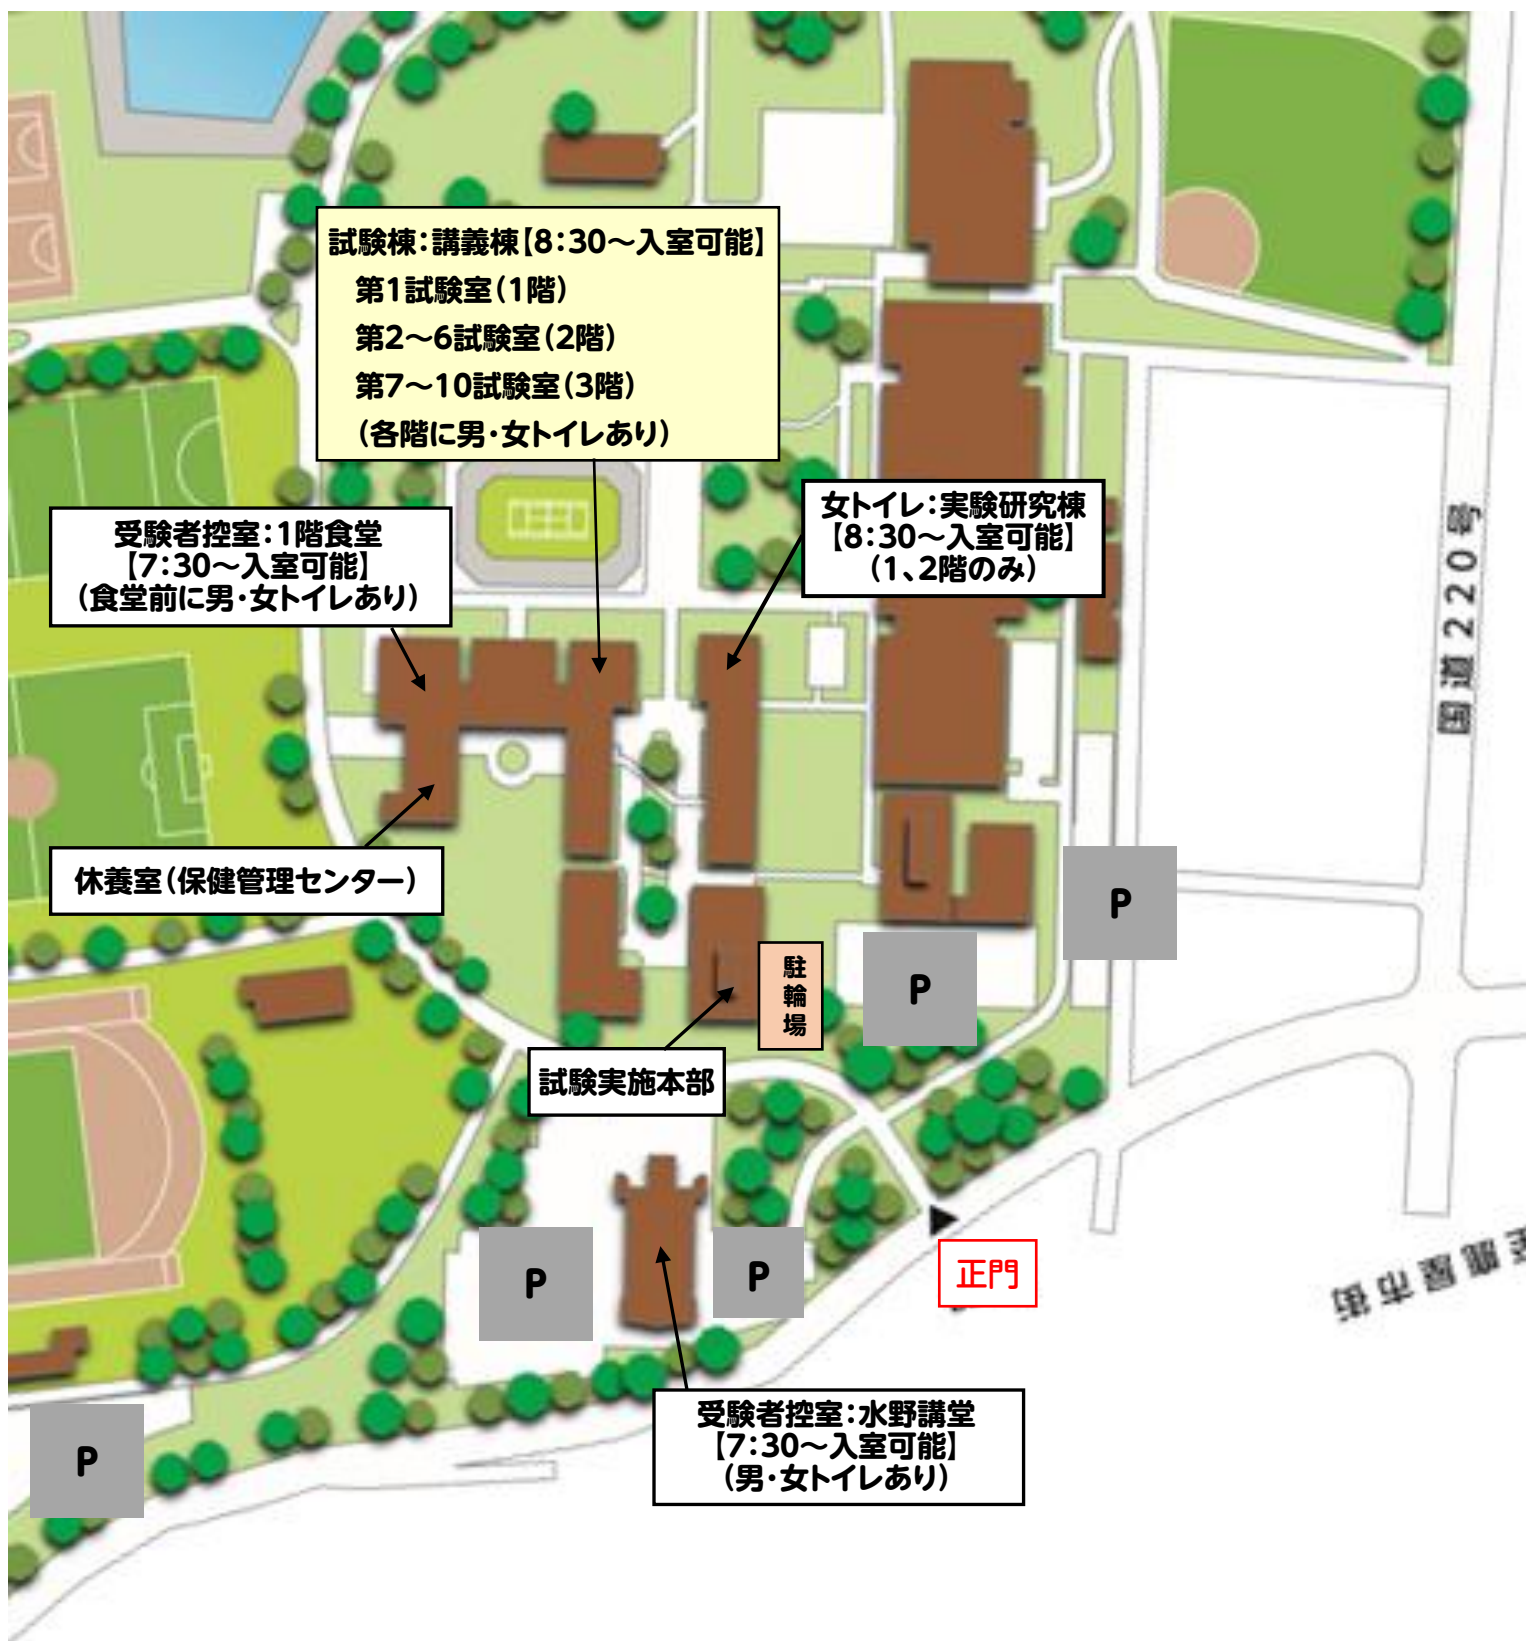 試験棟：講義棟【8：30～入室可能】
第1試験室（1階）
第2～6試験室（2階）
第7～10試験室（3階）
（各階に男・女トイレあり）
受験者控室：1階食堂
【7：30～入室可能】
（食堂前に男・女トイレあり）
女トイレ：実験研究棟
【8：30～入室可能】
（1、2階のみ）
国道220号
休養室（保健管理センター）
P
P
駐輪場
試験実施本部
正門
P
P
鹿屋市街
受験者控室：水野講堂
【7：30～入室可能】
（男・女トイレあり）
P